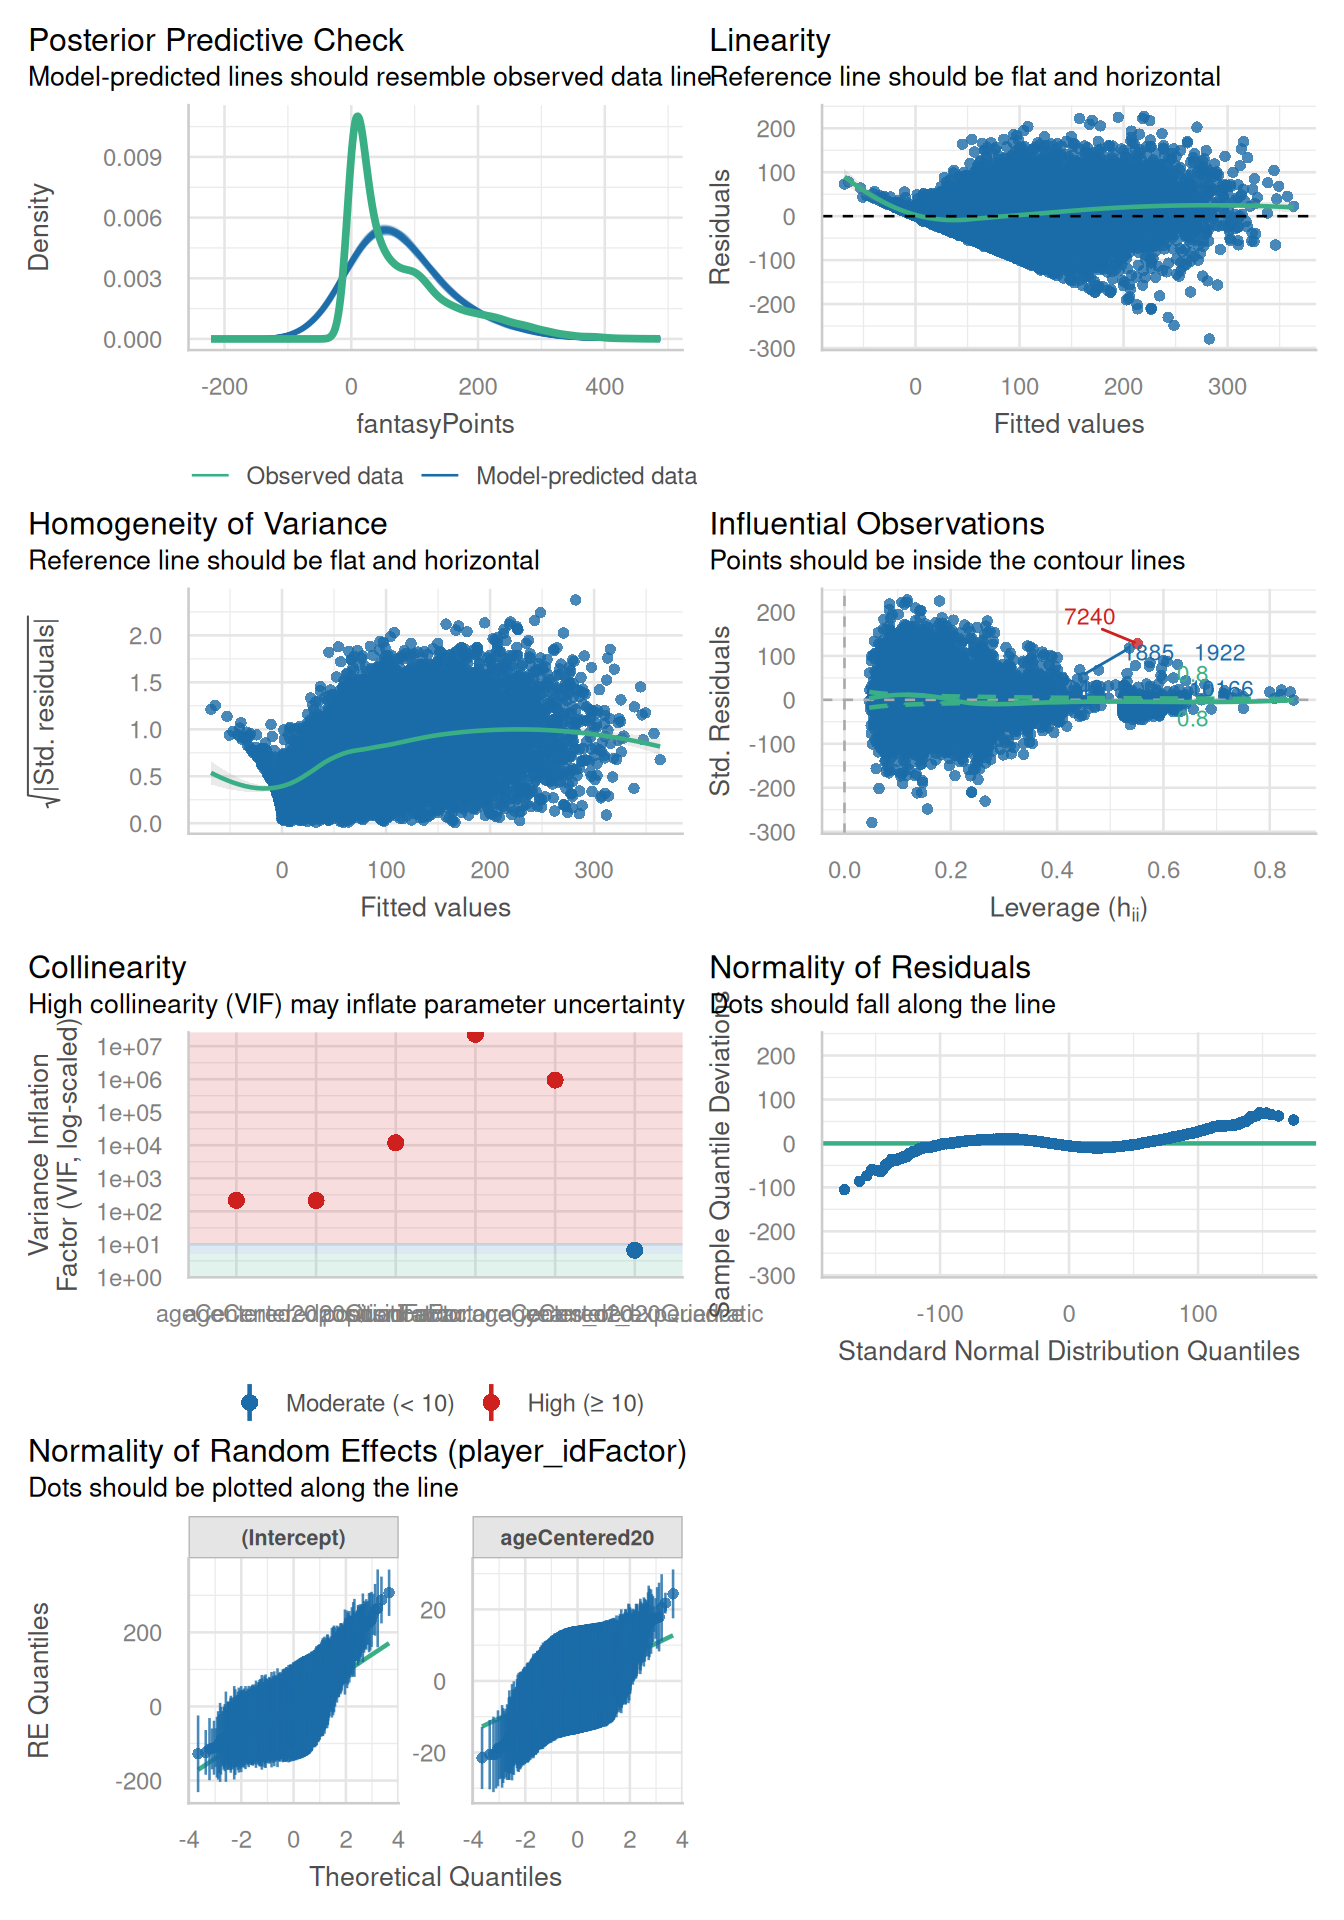 Posterior Predictive Check
Model-predicted lines should resemble observed data line
Density
0.009
0.006
0.003
0.000
-200 0 200 400
fantasyPoints
Observed data Model-predicted data
Linearity
Reference line should be flat and horizontal
Residuals
200
100
0
-100
-200
-300
0 100 200 300
Fitted values
Homogeneity of Variance
Reference line should be flat and horizontal
√|Std. residuals|
2.0
1.5
1.0
0.5
0.0
0 100 200 300
Fitted values
Influential Observations
Points should be inside the contour lines
Std. Residuals
200
100
0
-100
-200
-300
7240
1885 1922
0.8
0.8
0.0 0.2 0.4 0.6 0.8
Leverage (hii)
Collinearity
High collinearity (VIF) may inflate parameter uncertainty
Variance Inflation
Factor (VIF, log-scaled)
1e+07
1e+06
1e+05
1e+04
1e+03
1e+02
1e+01
1e+00
Moderate (< 10) High (≥ 10)
Normality of Residuals
Dots should fall along the line
Sample Quantile Deviations
200
100
0
-100
-200
-300
-100 0 100
Standard Normal Distribution Quantiles
Normality of Random Effects (player_idFactor)
Dots should be plotted along the line
(Intercept) ageCentered20
RE Quantiles
200
0
-200
20
0
-20
-4 -2 0 2 4
-4 -2 0 2 4
Theoretical Quantiles